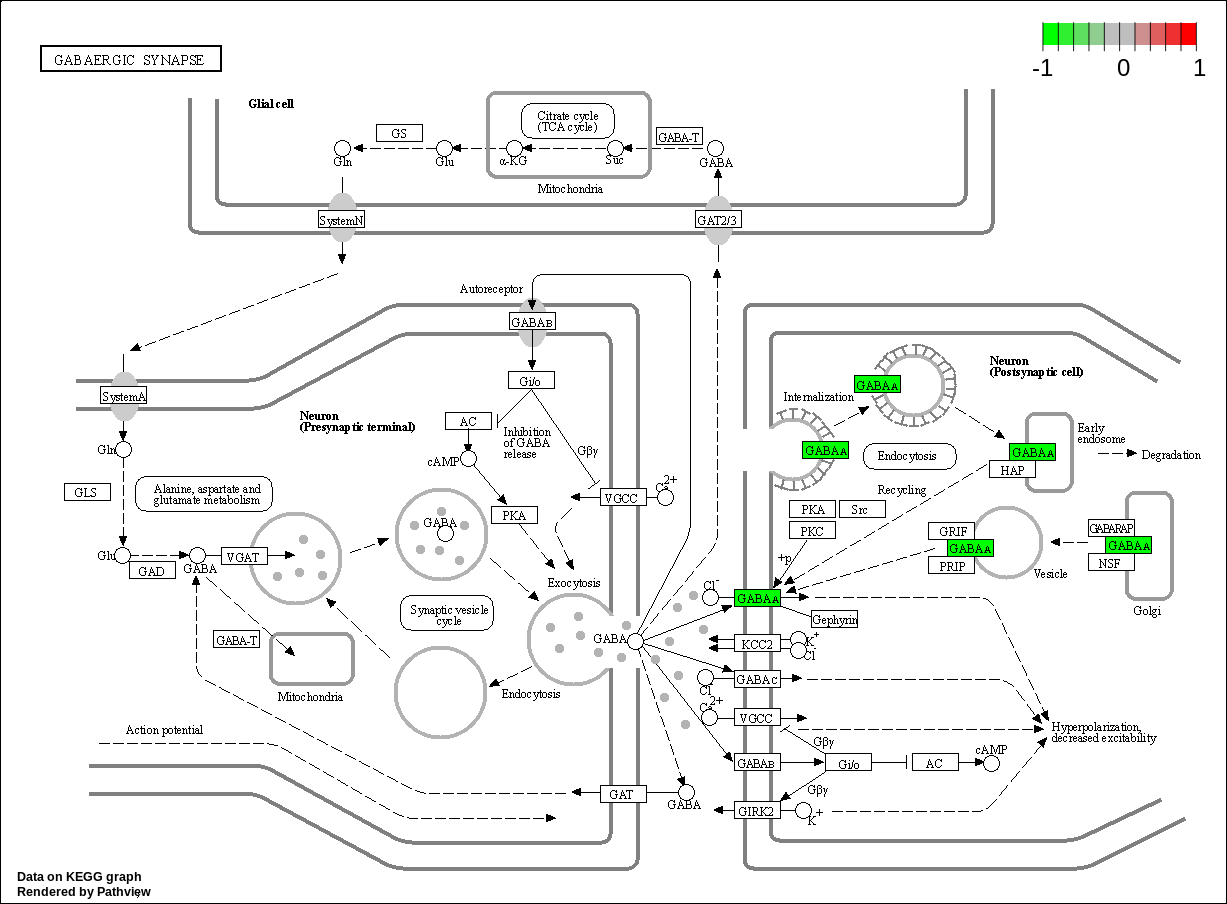 GABAERGIC SYNAPSE
-1 0 1
Glial cell
Citrate cycle
(TCA cycle)
GS
GABA-T
Gln
Glu
α-KG
Suc
GABA
Mitochondria
SystemN
GAT2/3
Autoreceptor
GABAB
Gi/o
SystemA
Neuron
(Presynaptic terminal)
AC
Inhibition
of GABA
release
Gβγ
cAMP
Gln
GLS
Alanine, aspartate and
glutamate metabolism
VGCC
Ca2+
PKA
GABA
Glu
GAD
GABA
VGAT
Exocytosis
Synaptic vesicle
cycle
GABA
GABA-T
Mitochondria
Endocytosis
Action potential
GAT
GABA
Neuron
(Postsynaptic cell)
GABAA
Internalization
GABAA
Endocytosis
GABAA
HAP
Early
endosome
Degradation
Recycling
PKA
Src
PKC
+p
GRIF
GABAA
PRIP
Vesicle
GABARAP
GABAA
NSF
Golgi
Cl-
GABAA
Gephyrin
KCC2
K+
Cl-
GABAC
Cl-
Ca2+
VGCC
Hyperpolarization,
decreased excitability
Gβγ
GABAB
Gi/o
AC
cAMP
Gβγ
GIRK2
K+
Data on KEGG graph
Rendered by Pathview